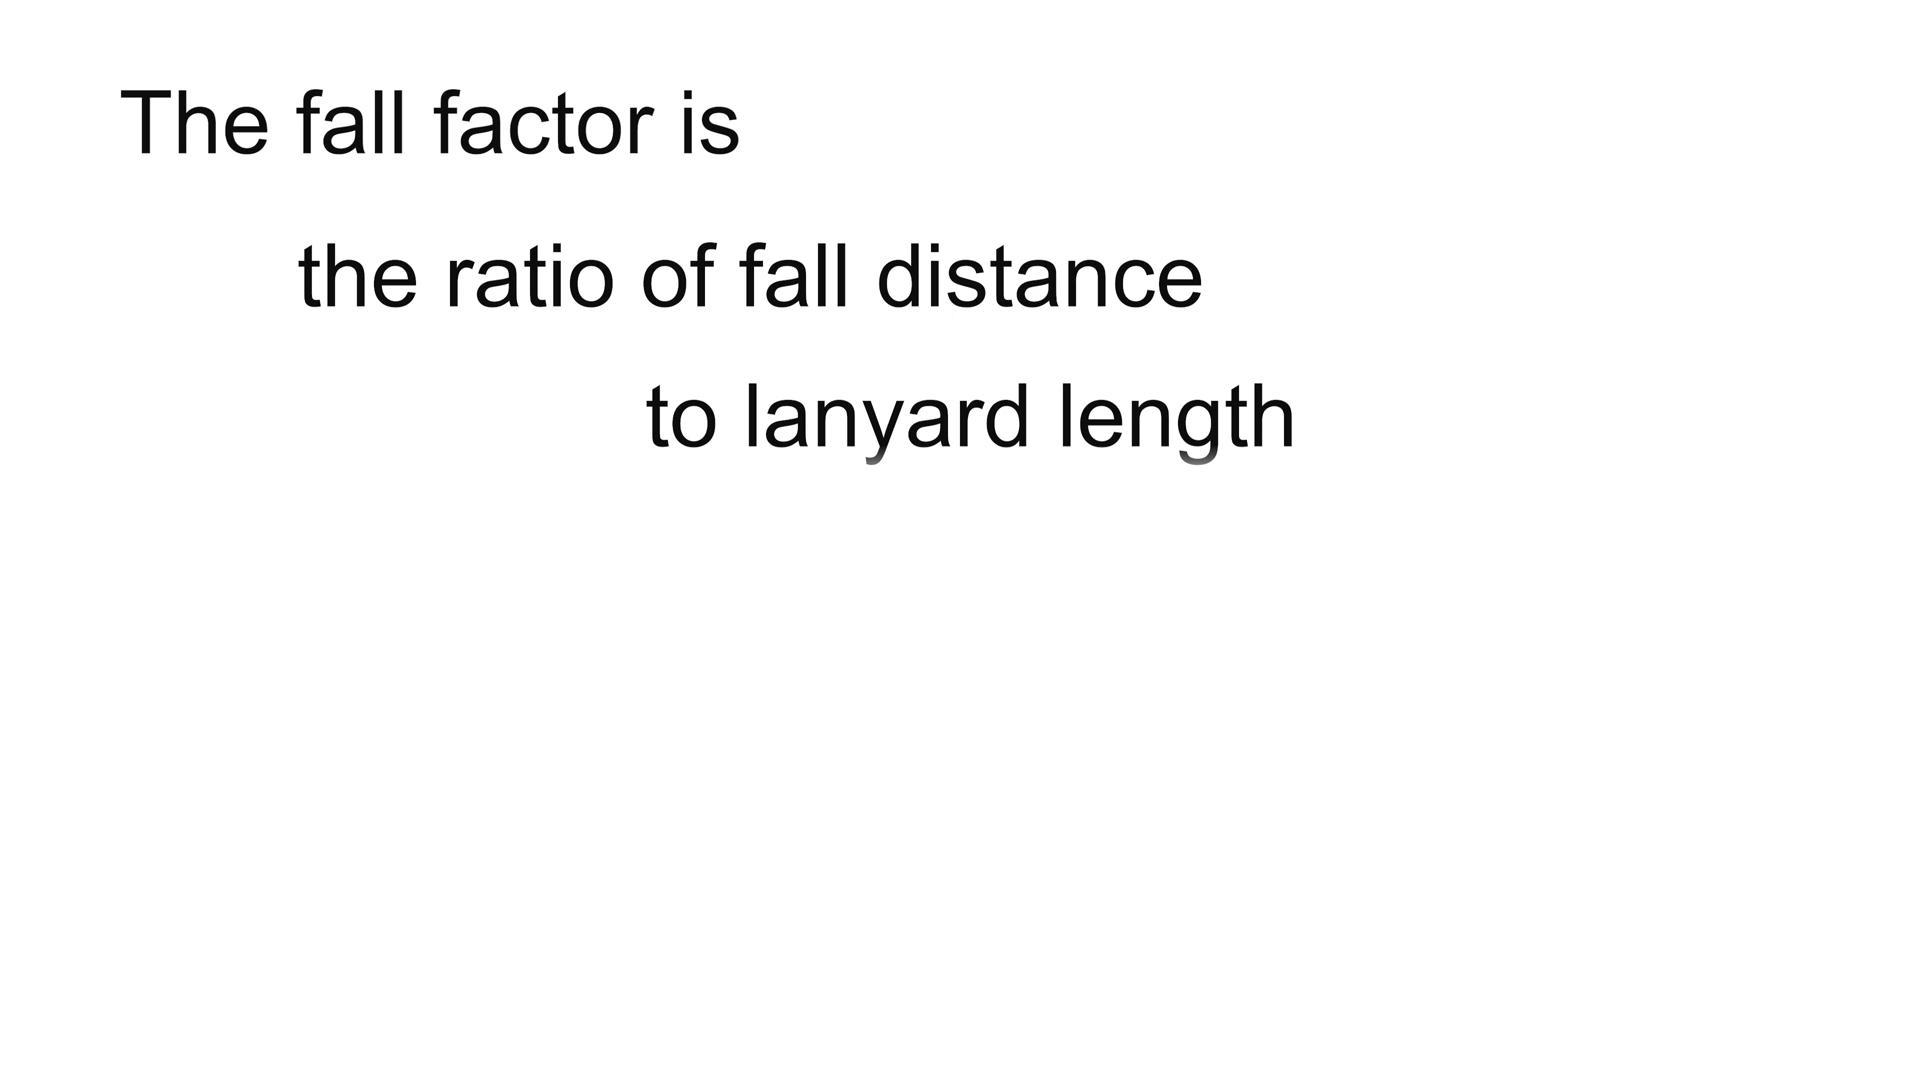 The fall factor is
the ratio of fall distance
to lanyard length